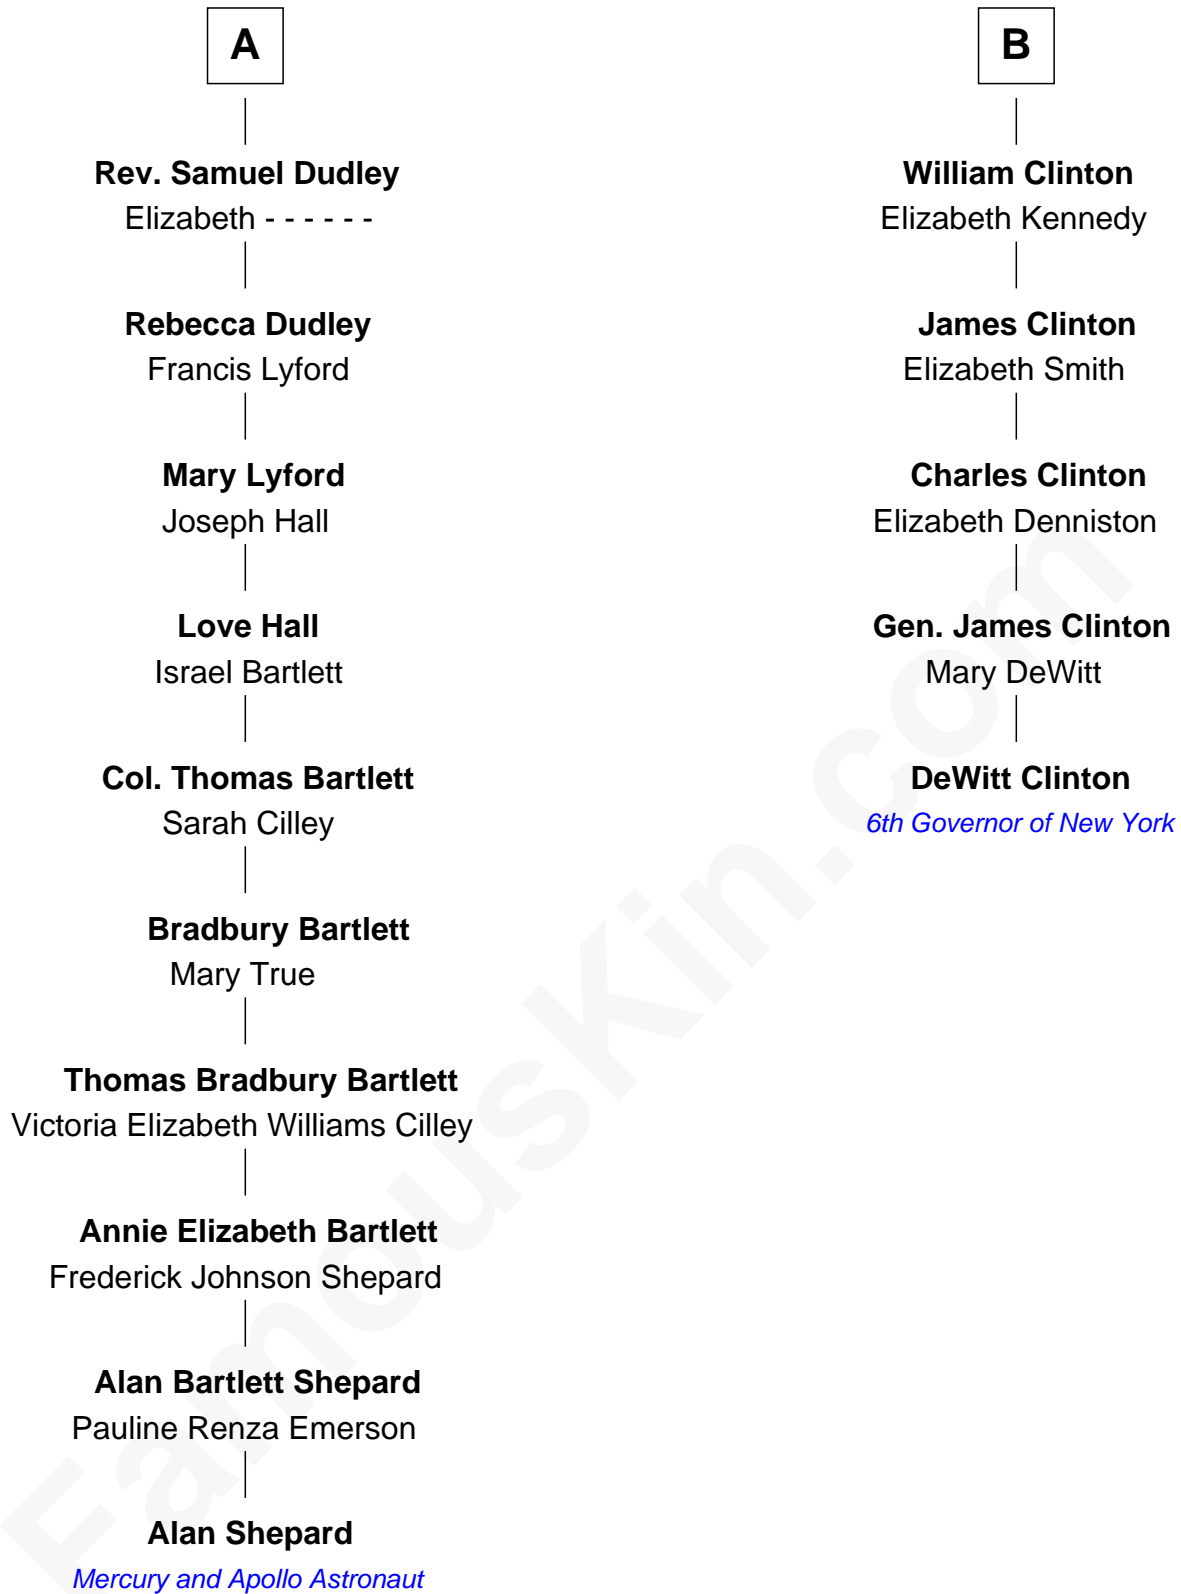 A
Rev. Samuel Dudley
Elizabeth - - - - - -
Rebecca Dudley
Francis Lyford
Mary Lyford
Joseph Hall
Love Hall
Israel Bartlett
Col. Thomas Bartlett
Sarah Cilley
Bradbury Bartlett
Mary True
Thomas Bradbury Bartlett
Victoria Elizabeth Williams Cilley
Annie Elizabeth Bartlett
Frederick Johnson Shepard
Alan Bartlett Shepard
Pauline Renza Emerson
Alan Shepard
Mercury and Apollo Astronaut
B
William Clinton
Elizabeth Kennedy
James Clinton
Elizabeth Smith
Charles Clinton
Elizabeth Denniston
Gen. James Clinton
Mary DeWitt
DeWitt Clinton
6th Governor of New York
FamousKin.com